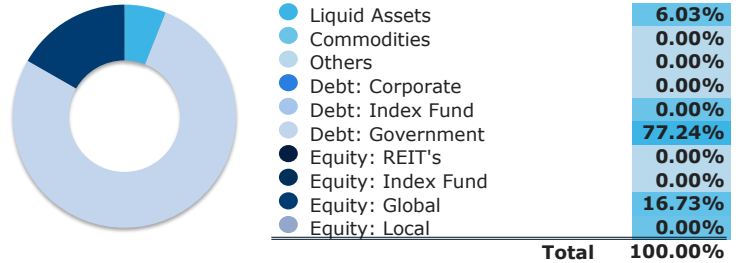 Liquid Assets 6.03%
Commodities 0.00%
Others 0.00%
Debt: Corporate 0.00%
Debt: Index Fund 0.00%
Debt: Government 77.24%
Equity: REIT's 0.00%
Equity: Index Fund 0.00%
Equity: Global 16.73%
Equity: Local 0.00%
Total 100.00%